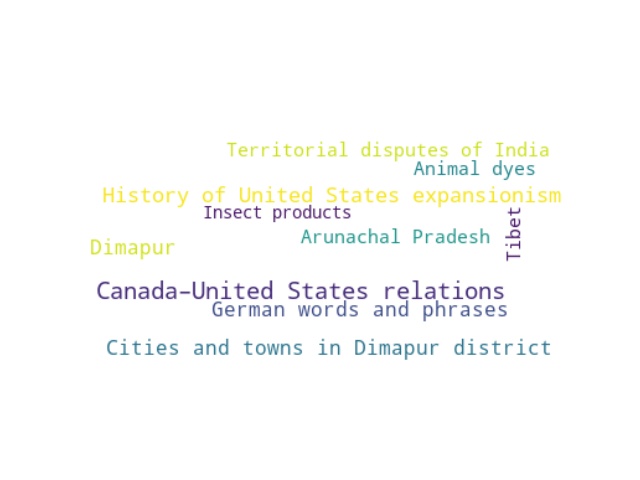 Territorial disputes of India
Animal dyes
History of United States expansionism
Insect products
Tibet
Arunachal Pradesh
Dimapur
Canada–United States relations
German words and phrases
Cities and towns in Dimapur district